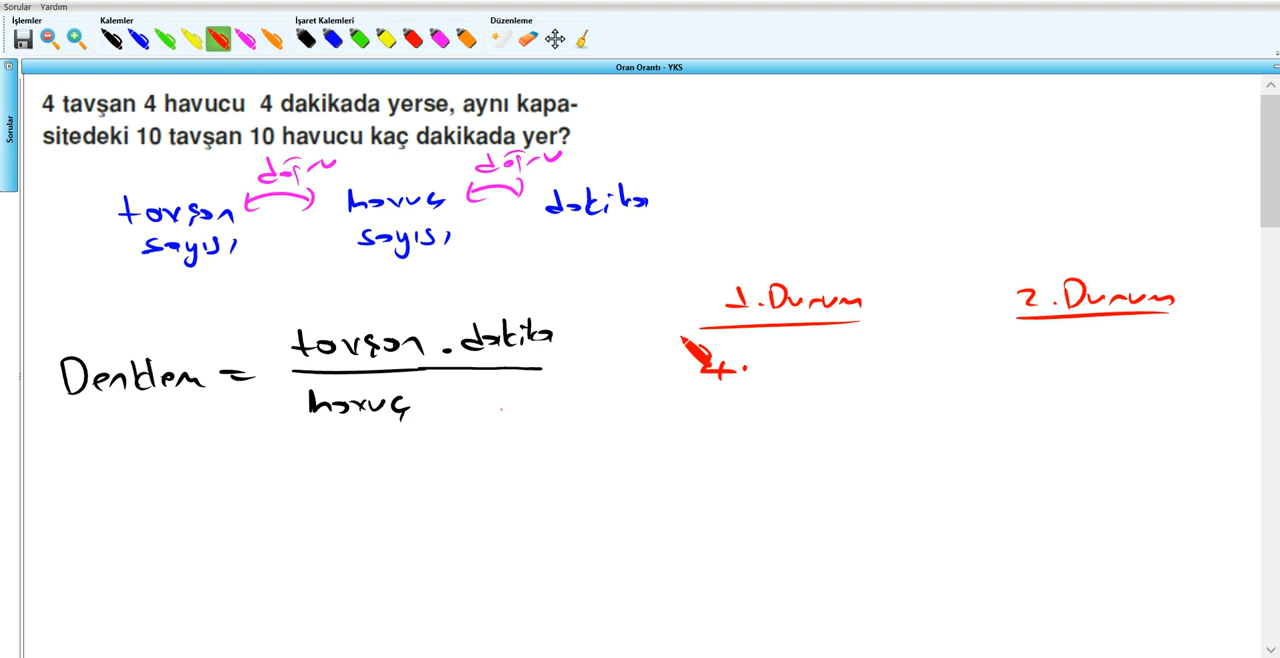 Sorular Yardım
İşlemler Kalemler İşaret Kalemleri Düzenleme
Oran Orantı - YKS
Sorular
4 tavşan 4 havucu 4 dakikada yerse, aynı kapa-
sitedeki 10 tavşan 10 havucu kaç dakikada yer?
doğru doğru
tavşan havuç dakika
sayısı sayısı
1. Durum 2. Durum
tavşan . dakika
Denklem =
havuç
4.